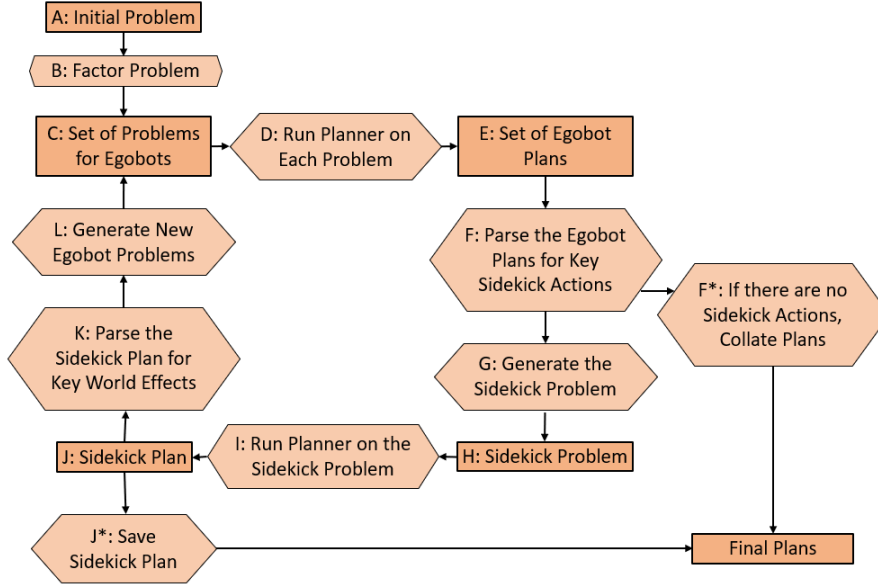 A: Initial Problem
B: Factor Problem
C: Set of Problems
for Egobots
D: Run Planner on
Each Problem
E: Set of Egobot
Plans
L: Generate New
Egobot Problems
F: Parse the Egobot
Plans for Key
Sidekick Actions
F*: If there are no
Sidekick Actions,
Collate Plans
K: Parse the
Sidekick Plan for
Key World Effects
G: Generate the
Sidekick Problem
J: Sidekick Plan
I: Run Planner on the
Sidekick Problem
H: Sidekick Problem
J*: Save
Sidekick Plan
Final Plans